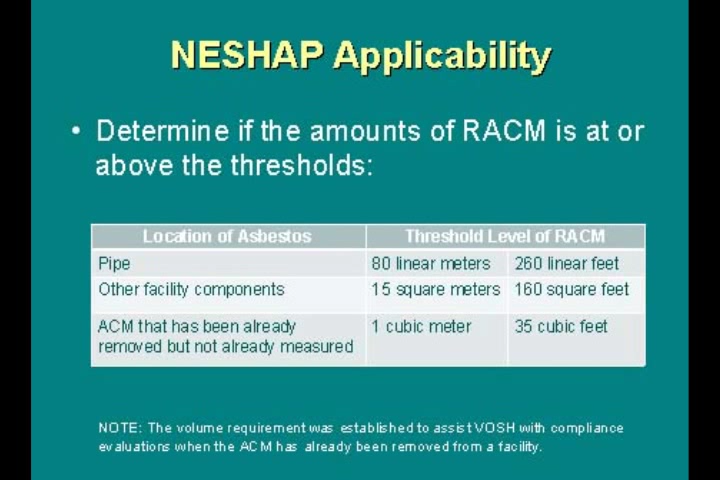 NESHAP Applicability
• Determine if the amounts of RACM is at or
above the thresholds:
Location of Asbestos Threshold Level of RACM
Pipe 80 linear meters 260 linear feet
Other facility components 15 square meters 160 square feet
ACM that has been already 1 cubic meter 35 cubic feet
removed but not already measured
NOTE: The volume requirement was established to assist VOSH with compliance
evaluations when the ACM has already been removed from a facility.